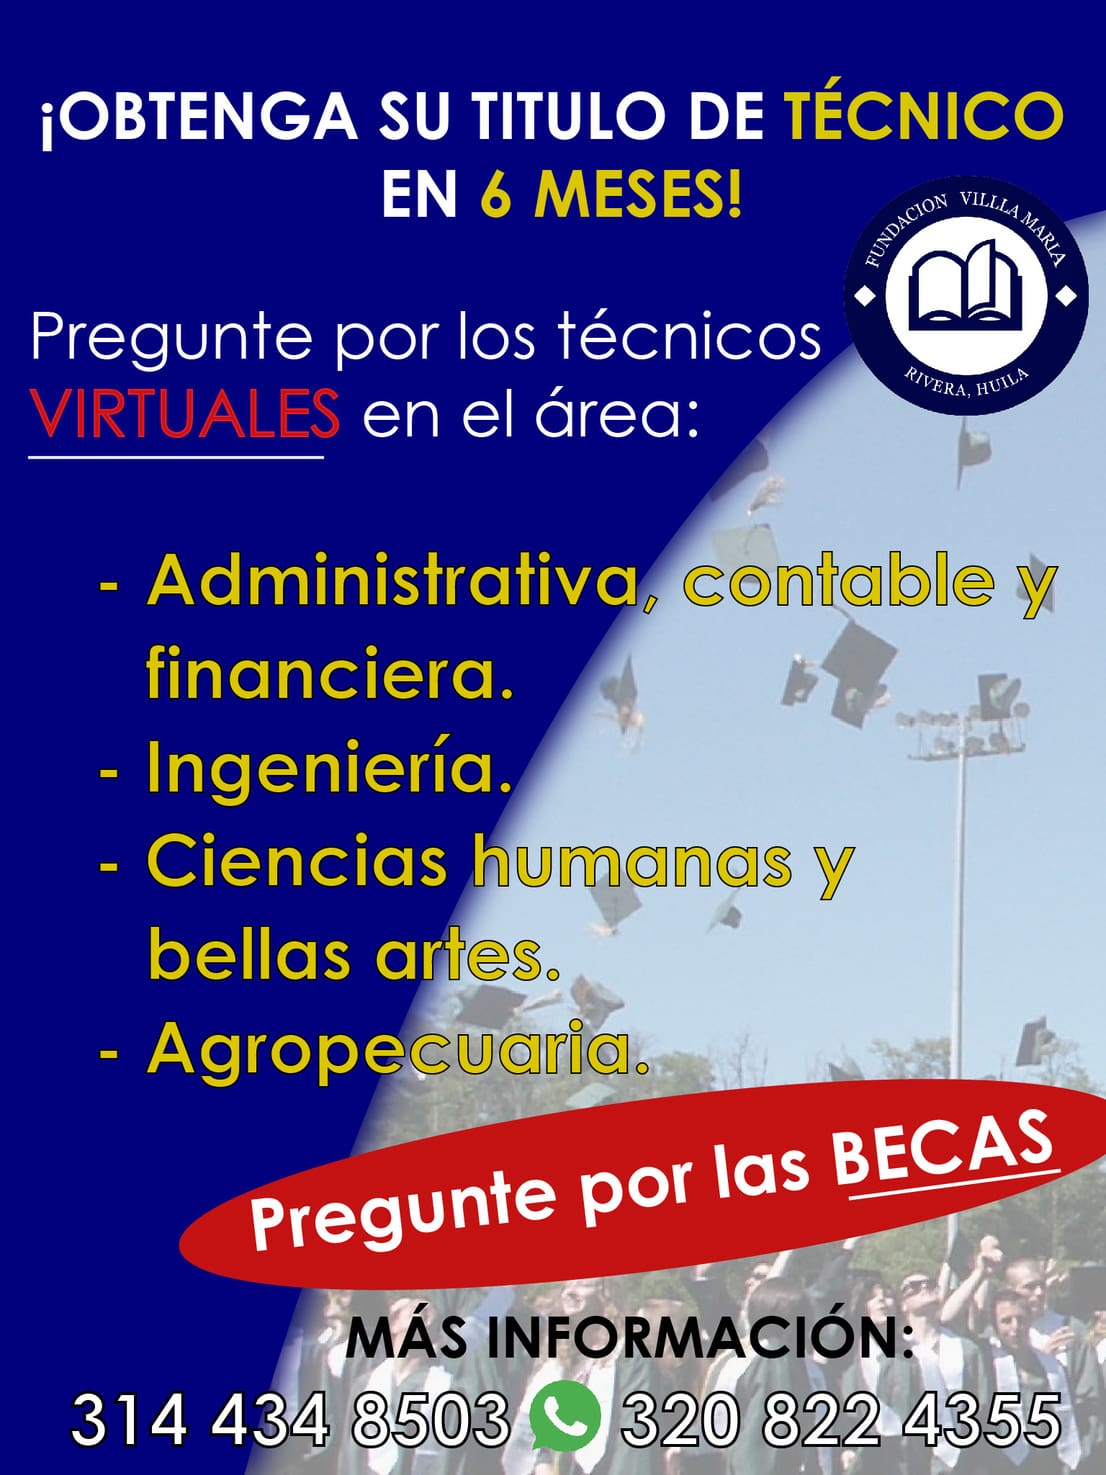 ¡OBTENGA SU TITULO DE TÉCNICO
EN 6 MESES!
FUNDACION VILLLA MARIA
RIVERA, HUILA
Pregunte por los técnicos
VIRTUALES en el área:
- Administrativa, contable y
financiera.
- Ingeniería.
- Ciencias humanas y
bellas artes.
- Agropecuaria.
Pregunte por las BECAS
MÁS INFORMACIÓN:
314 434 8503 320 822 4355